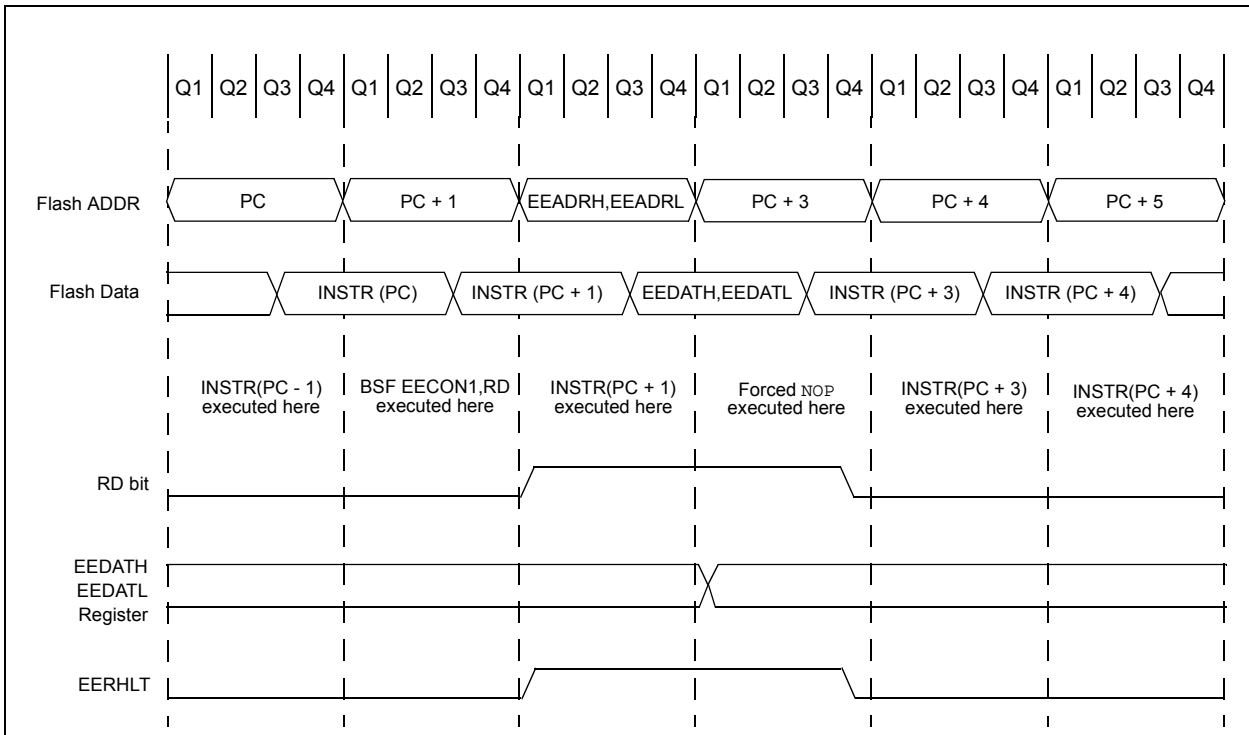 Q1 Q2 Q3 Q4 Q1 Q2 Q3 Q4 Q1 Q2 Q3 Q4 Q1 Q2 Q3 Q4 Q1 Q2 Q3 Q4 Q1 Q2 Q3 Q4
Flash ADDR PC PC + 1 EEADRH,EEADRL PC + 3 PC + 4 PC + 5
Flash Data INSTR (PC) INSTR (PC + 1) EEDATH,EEDATL INSTR (PC + 3) INSTR (PC + 4)
INSTR(PC - 1)
executed here
BSF EECON1,RD
executed here
INSTR(PC + 1)
executed here
Forced NOP
executed here
INSTR(PC + 3)
executed here
INSTR(PC + 4)
executed here
RD bit
EEDATH
EEDATL
Register
EERHLT